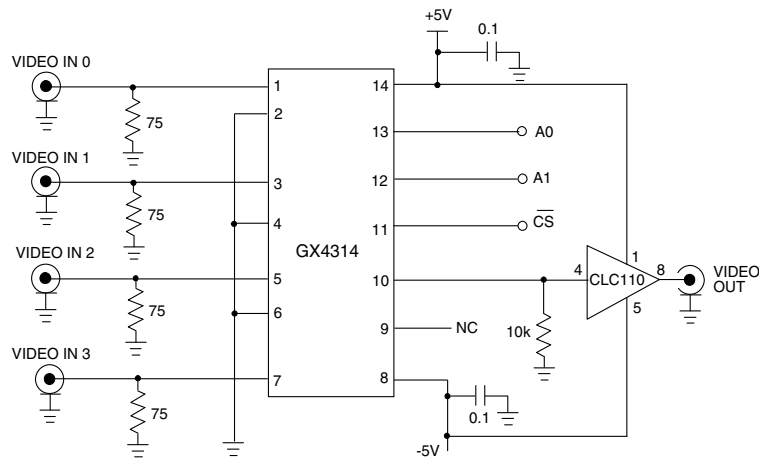 +5V
0.1
VIDEO IN 0
75
1
2
14
13
A0
VIDEO IN 1
75
3
4
12
A1
11
C̅S̅
GX4314
VIDEO IN 2
75
5
6
10
4
CLC110
1
8
5
VIDEO
OUT
10k
9
NC
VIDEO IN 3
75
7
8
0.1
-5V